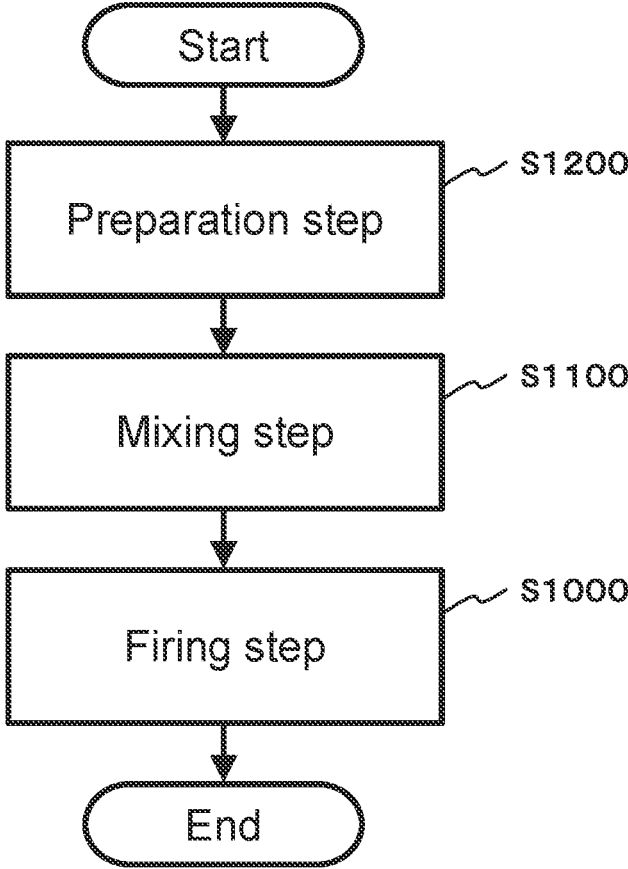 Start
S1200
Preparation step
S1100
Mixing step
S1000
Firing step
End